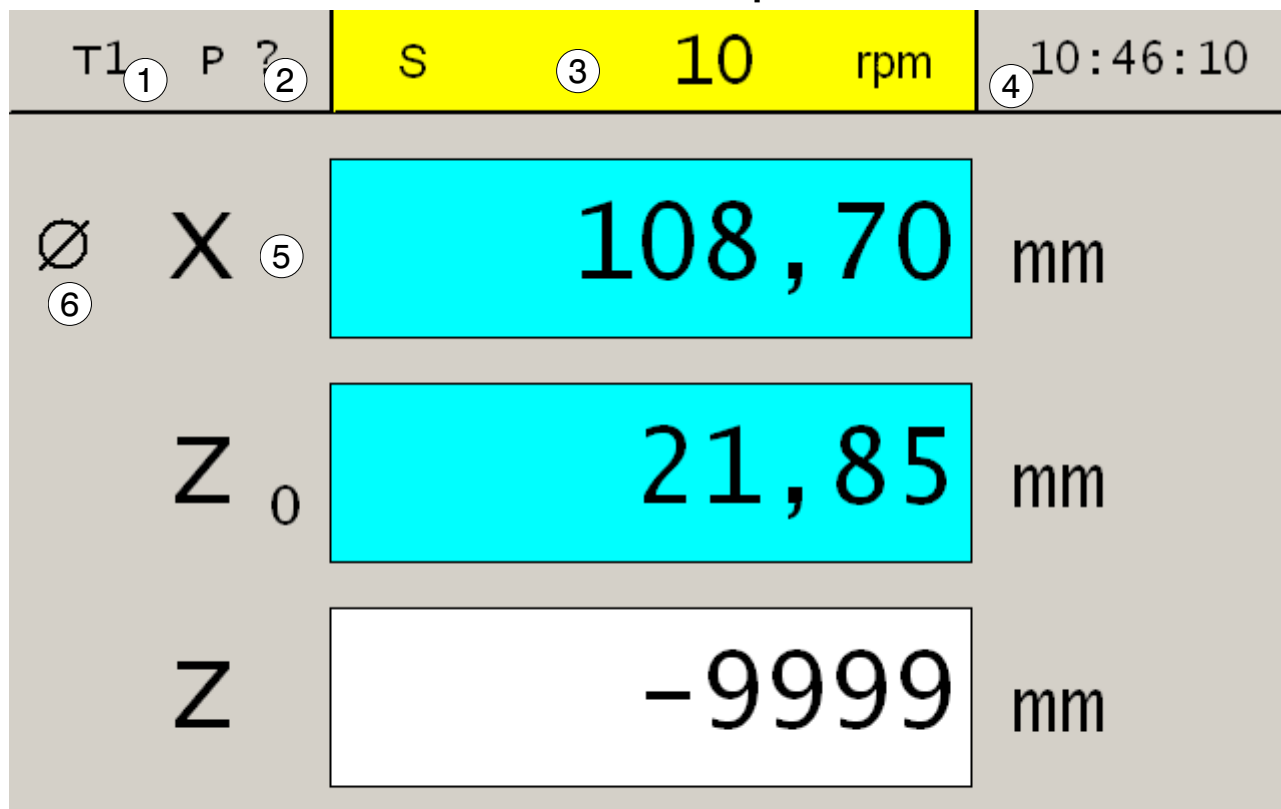 T1 ① P ? ② S ③ 10 rpm ④ 10:46:10
Ø ⑥ X ⑤ 108,70 mm
Z 0 21,85 mm
Z -9999 mm